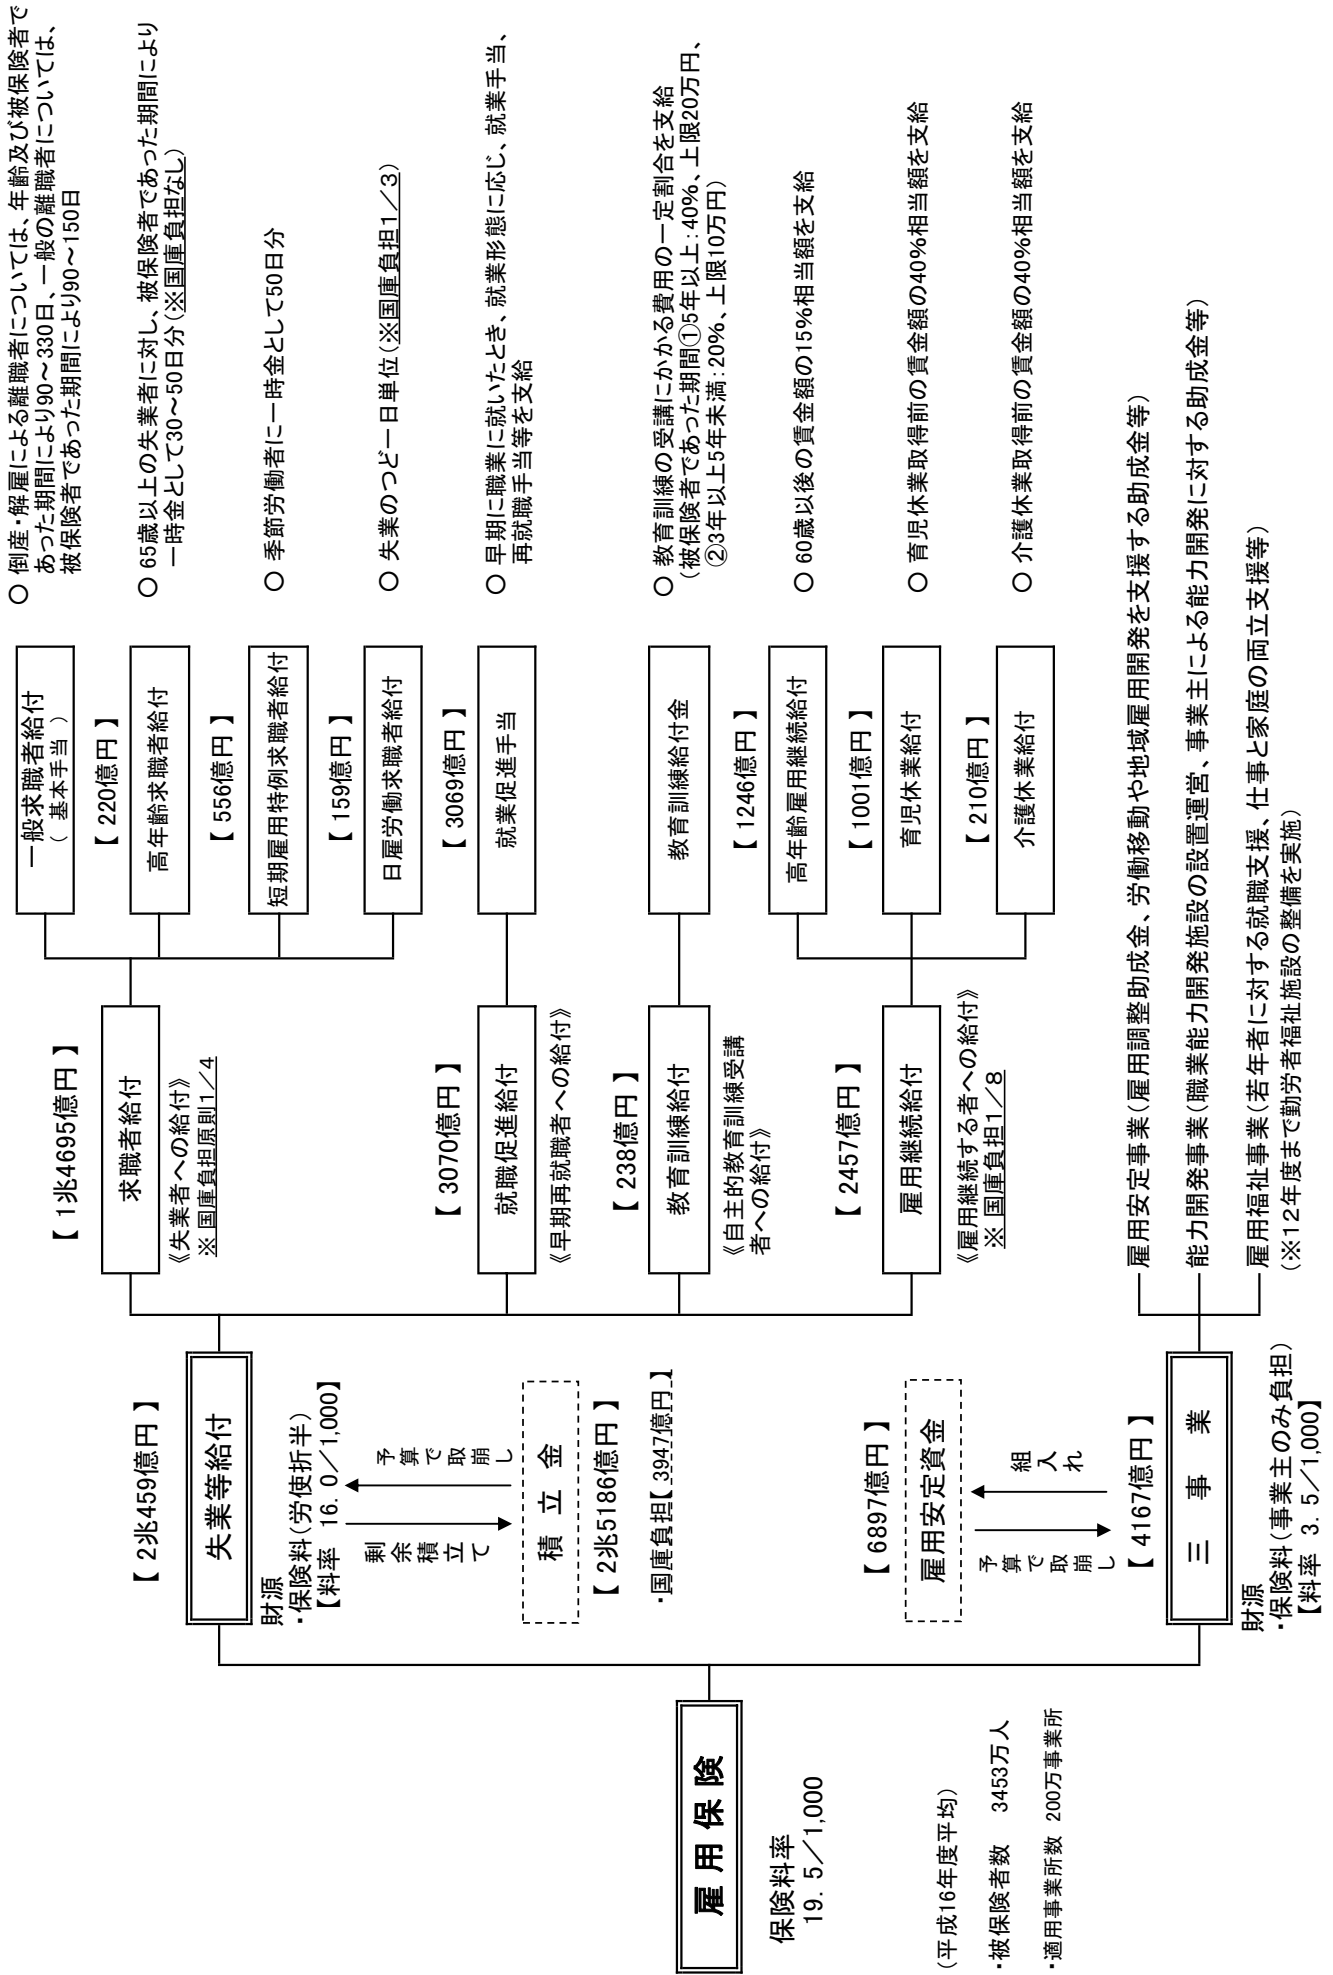 雇用保険
保険料率
19．5／1,000
（平成16年度平均）
・被保険者数　3453万人
・適用事業所数　200万事業所
【 2兆459億円 】
失業等給付
財源
・保険料（労使折半）
【料率　16．0／1,000】
剰余積立て
予算で取崩し
積　立　金
【 2兆5186億円 】
・国庫負担【 3947億円 】
【 6897億円 】
雇用安定資金
予算で取崩し
組入れ
【 4167億円 】
三　事　業
財源
・保険料（事業主のみ負担）
【料率　3．5／1,000】
【 1兆4695億円 】
求職者給付
《失業者への給付》
※ 国庫負担原則1／4
【 3070億円 】
就職促進給付
《早期再就職者への給付》
【 238億円 】
教育訓練給付
《自主的教育訓練受講
者への給付》
【 2457億円 】
雇用継続給付
《雇用継続する者への給付》
※ 国庫負担1／8
一般求職者給付
（ 基本手当 ）
○ 倒産・解雇による離職者については、年齢及び被保険者で
あった期間により90～330日、一般の離職者については、
被保険者であった期間により90～150日
【 220億円 】
高年齢求職者給付
○ 65歳以上の失業者に対し、被保険者であった期間により
一時金として30～50日分（※国庫負担なし）
【 556億円 】
短期雇用特例求職者給付
○ 季節労働者に一時金として50日分
【 159億円 】
日雇労働求職者給付
○ 失業のつど一日単位（※国庫負担1／3）
【 3069億円 】
就業促進手当
○ 早期に職業に就いたとき、就業形態に応じ、就業手当、
再就職手当等を支給
教育訓練給付金
○ 教育訓練の受講にかかる費用の一定割合を支給
（被保険者であった期間①5年以上：40％、上限20万円、
②3年以上5年未満：20％、上限10万円）
【 1246億円 】
高年齢雇用継続給付
○ 60歳以後の賃金額の15％相当額を支給
【 1001億円 】
育児休業給付
○ 育児休業取得前の賃金額の40％相当額を支給
【 210億円 】
介護休業給付
○ 介護休業取得前の賃金額の40％相当額を支給
雇用安定事業（雇用調整助成金、労働移動や地域雇用開発を支援する助成金等）
能力開発事業（職業能力開発施設の設置運営、事業主による能力開発に対する助成金等）
雇用福祉事業（若年者に対する就職支援、仕事と家庭の両立支援等）
（※12年度まで勤労者福祉施設の整備を実施）